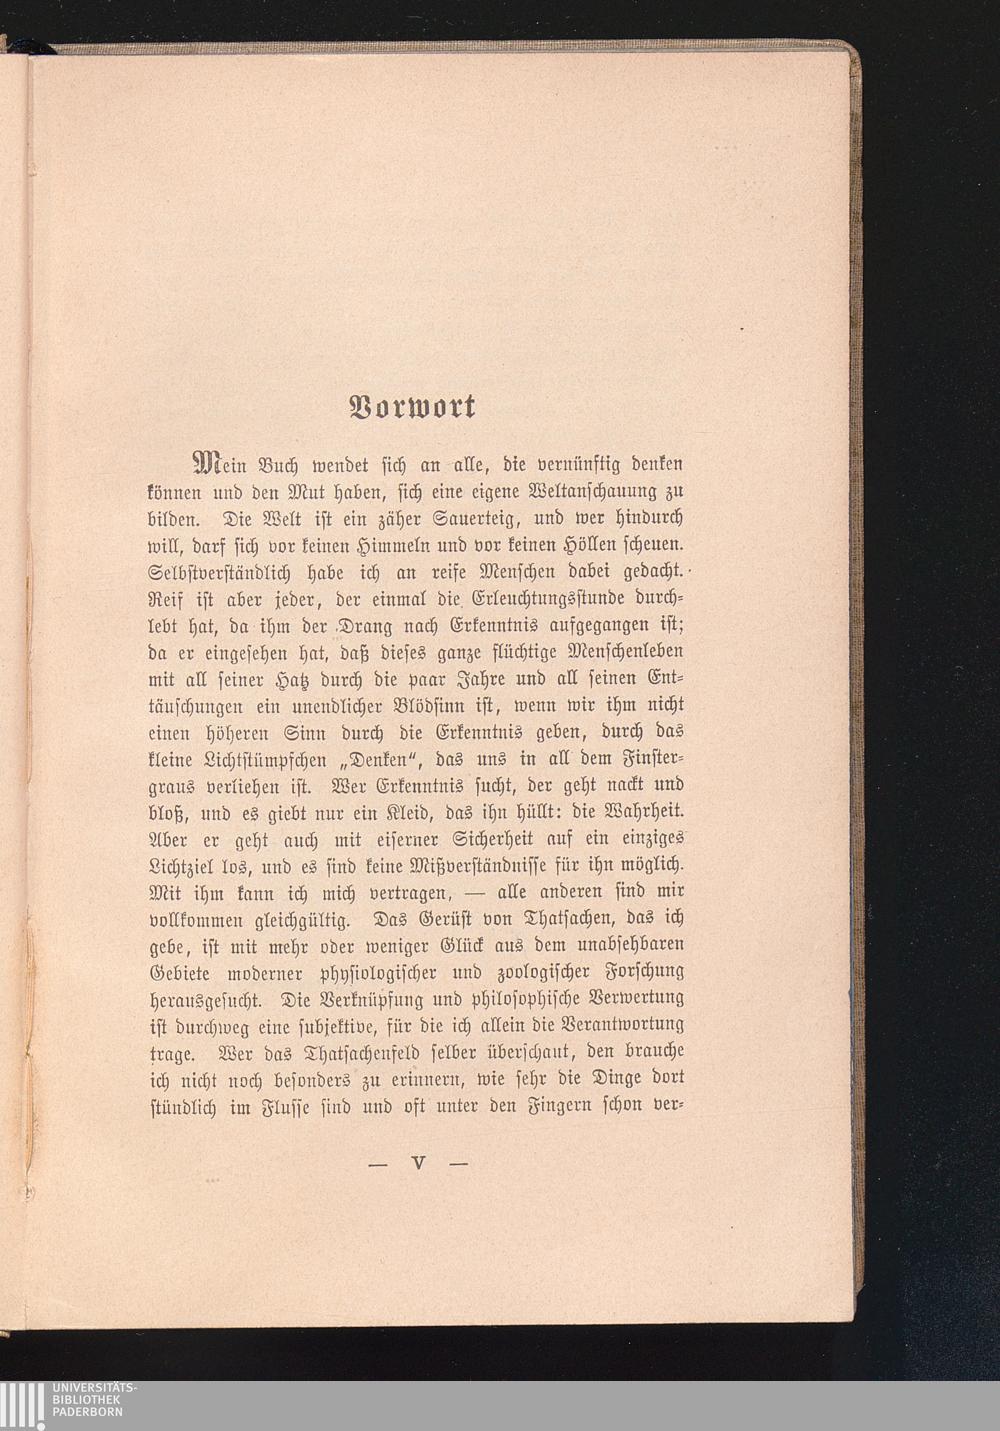 Vorwort
Mein Buch wendet sich an alle, die vernünftig denken
können und den Mut haben, sich eine eigene Weltanschauung zu
bilden. Die Welt ist ein zäher Sauerteig, und wer hindurch
will, darf sich vor keinen Himmeln und vor keinen Höllen scheuen.
Selbstverständlich habe ich an reife Menschen dabei gedacht.
Reif ist aber jeder, der einmal die Erleuchtungsstunde durch-
lebt hat, da ihm der Drang nach Erkenntnis aufgegangen ist;
da er eingesehen hat, daß dieses ganze flüchtige Menschenleben
mit all seiner Hatz durch die paar Jahre und all seinen Ent-
täuschungen ein unendlicher Blödsinn ist, wenn wir ihm nicht
einen höheren Sinn durch die Erkenntnis geben, durch das
kleine Lichtstümpfchen „Denken“, das uns in all dem Finster-
graus verliehen ist. Wer Erkenntnis sucht, der geht nackt und
bloß, und es giebt nur ein Kleid, das ihn hüllt: die Wahrheit.
Aber er geht auch mit eiserner Sicherheit auf ein einziges
Lichtziel los, und es sind keine Mißverständnisse für ihn möglich.
Mit ihm kann ich mich vertragen, — alle anderen sind mir
vollkommen gleichgültig. Das Gerüst von Thatsachen, das ich
gebe, ist mit mehr oder weniger Glück aus dem unabsehbaren
Gebiete moderner physiologischer und zoologischer Forschung
herausgesucht. Die Verknüpfung und philosophische Verwertung
ist durchweg eine subjektive, für die ich allein die Verantwortung
trage. Wer das Thatsachenfeld selber überschaut, den brauche
ich nicht noch besonders zu erinnern, wie sehr die Dinge dort
stündlich im Flusse sind und oft unter den Fingern schon ver-
— V —
UNIVERSITÄTS-
BIBLIOTHEK
PADERBORN